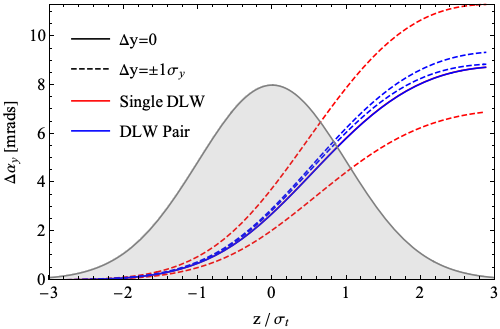 10
8
6
4
2
0
Δα_y [mrads]
Δy=0
Δy=±1σ_y
Single DLW
DLW Pair
-3 -2 -1 0 1 2 3
z / σ_t